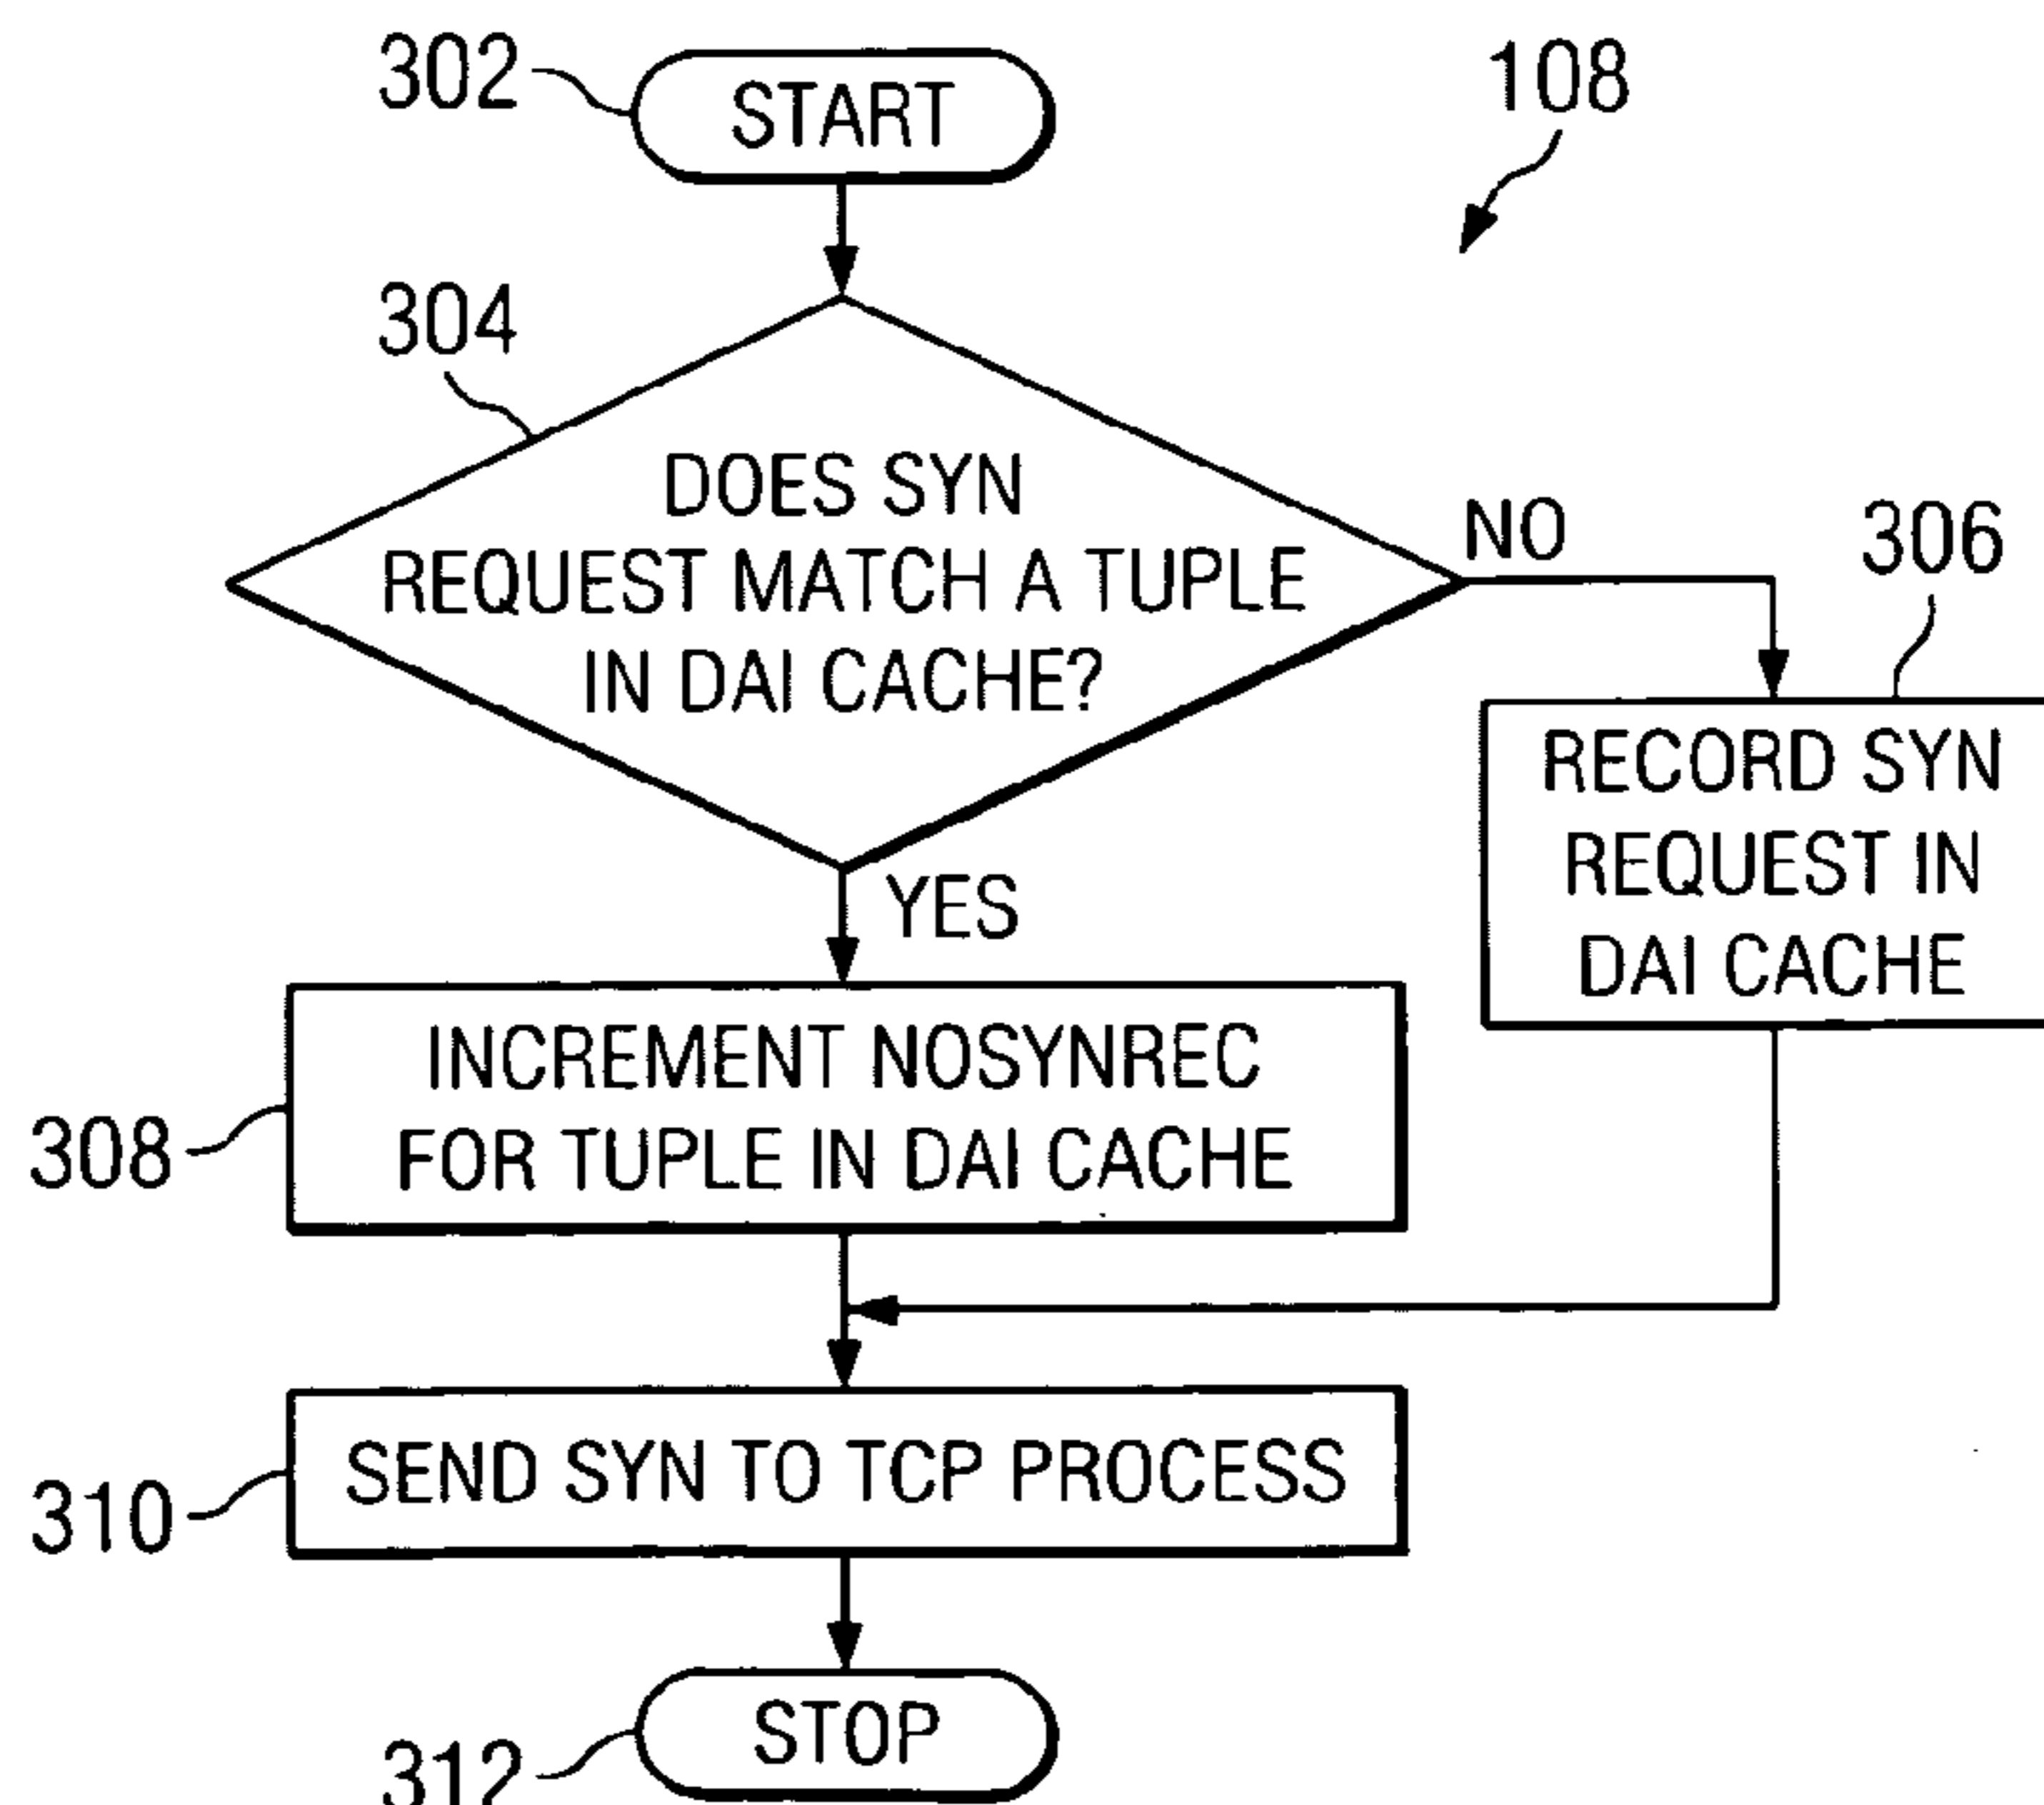 302
START
108
304
DOES SYN
REQUEST MATCH A TUPLE
IN DAI CACHE?
NO
306
RECORD SYN
REQUEST IN
DAI CACHE
YES
INCREMENT NOSYNREC
FOR TUPLE IN DAI CACHE
308
SEND SYN TO TCP PROCESS
310
STOP
312